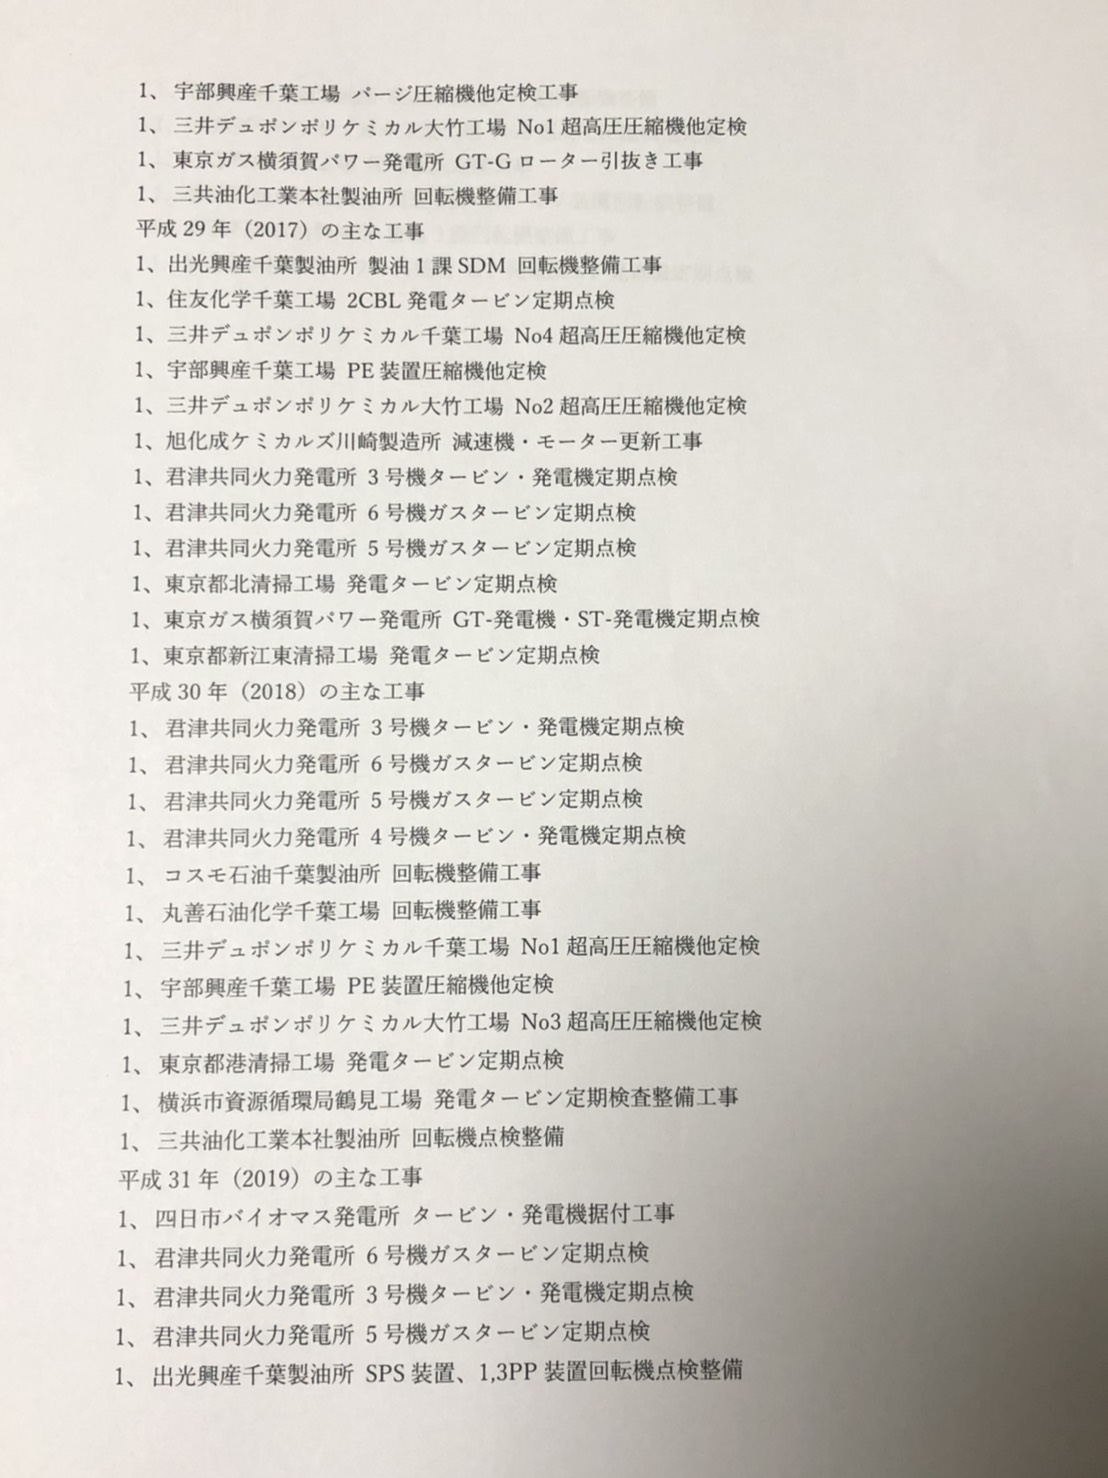 1、 宇部興産千葉工場 パージ圧縮機他定検工事
1、 三井デュポンポリケミカル大竹工場 No1 超高圧圧縮機他定検
1、 東京ガス横須賀パワー発電所 GT-G ローター引抜き工事
1、 三共油化工業本社製油所 回転機整備工事
平成 29 年（2017）の主な工事
1、出光興産千葉製油所 製油 1 課 SDM 回転機整備工事
1、住友化学千葉工場 2CBL 発電タービン定期点検
1、三井デュポンポリケミカル千葉工場 No4 超高圧圧縮機他定検
1、宇部興産千葉工場 PE 装置圧縮機他定検
1、三井デュポンポリケミカル大竹工場 No2 超高圧圧縮機他定検
1、旭化成ケミカルズ川崎製造所 減速機・モーター更新工事
1、君津共同火力発電所 3 号機タービン・発電機定期点検
1、君津共同火力発電所 6 号機ガスタービン定期点検
1、君津共同火力発電所 5 号機ガスタービン定期点検
1、東京都北清掃工場 発電タービン定期点検
1、東京ガス横須賀パワー発電所 GT-発電機・ST-発電機定期点検
1、東京都新江東清掃工場 発電タービン定期点検
平成 30 年（2018）の主な工事
1、 君津共同火力発電所 3 号機タービン・発電機定期点検
1、 君津共同火力発電所 6 号機ガスタービン定期点検
1、 君津共同火力発電所 5 号機ガスタービン定期点検
1、 君津共同火力発電所 4 号機タービン・発電機定期点検
1、 コスモ石油千葉製油所 回転機整備工事
1、 丸善石油化学千葉工場 回転機整備工事
1、 三井デュポンポリケミカル千葉工場 No1 超高圧圧縮機他定検
1、 宇部興産千葉工場 PE 装置圧縮機他定検
1、 三井デュポンポリケミカル大竹工場 No3 超高圧圧縮機他定検
1、 東京都港清掃工場 発電タービン定期点検
1、 横浜市資源循環局鶴見工場 発電タービン定期検査整備工事
1、 三共油化工業本社製油所 回転機点検整備
平成 31 年（2019）の主な工事
1、 四日市バイオマス発電所 タービン・発電機据付工事
1、 君津共同火力発電所 6 号機ガスタービン定期点検
1、 君津共同火力発電所 3 号機タービン・発電機定期点検
1、 君津共同火力発電所 5 号機ガスタービン定期点検
1、 出光興産千葉製油所 SPS 装置、1,3PP 装置回転機点検整備